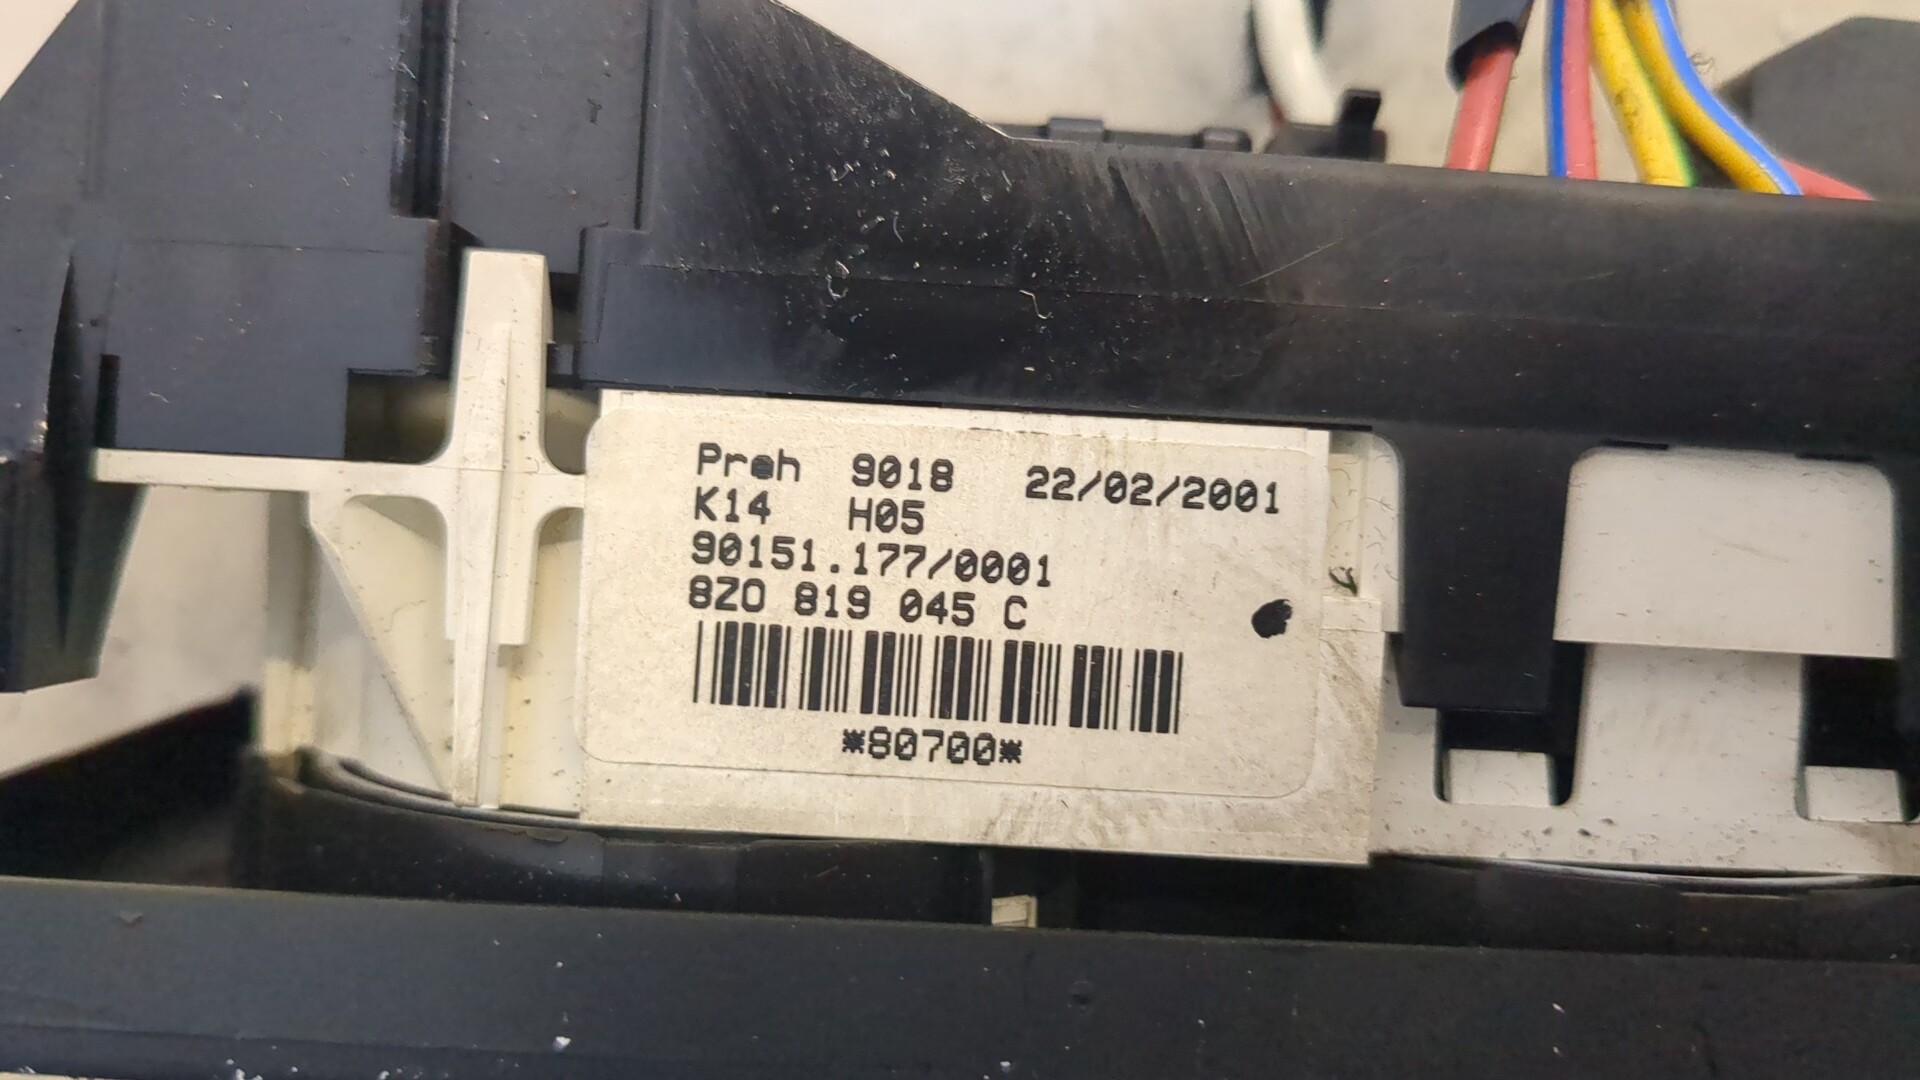 Preh 9018 22/02/2001
K14 H05
90151.177/0001
8Z0 819 045 C
*80700*